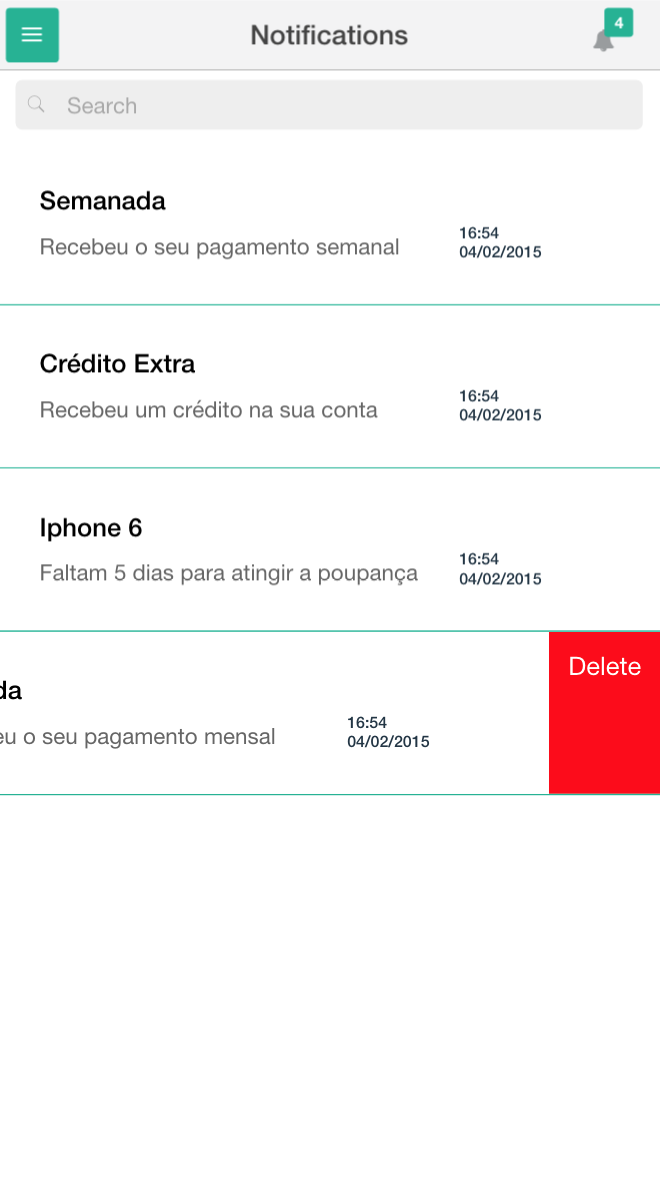 Notifications
4
Search
Semanada
Recebeu o seu pagamento semanal
16:54
04/02/2015
Crédito Extra
Recebeu um crédito na sua conta
16:54
04/02/2015
Iphone 6
Faltam 5 dias para atingir a poupança
16:54
04/02/2015
da
eu o seu pagamento mensal
16:54
04/02/2015
Delete